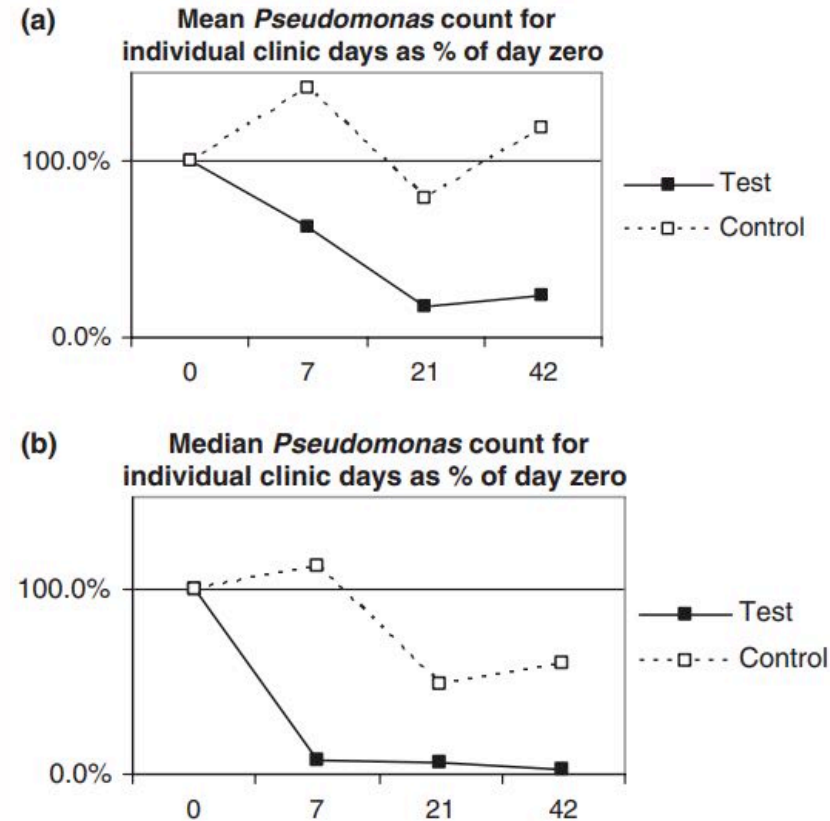 (a) Mean Pseudomonas count for
individual clinic days as % of day zero
100.0%
0.0%
0 7 21 42
Test
Control
(b) Median Pseudomonas count for
individual clinic days as % of day zero
100.0%
0.0%
0 7 21 42
Test
Control